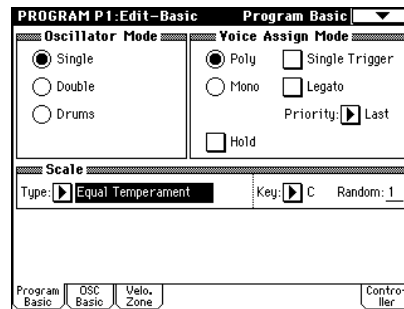 PROGRAM P1:Edit-Basic Program Basic
Oscillator Mode Voice Assign Mode
Single Poly Single Trigger
Double Mono Legato
Drums Priority: Last
Hold
Scale
Type: Equal Temperament Key: C Random: 1
Program Basic OSC Basic Velo. Zone Contro- ller